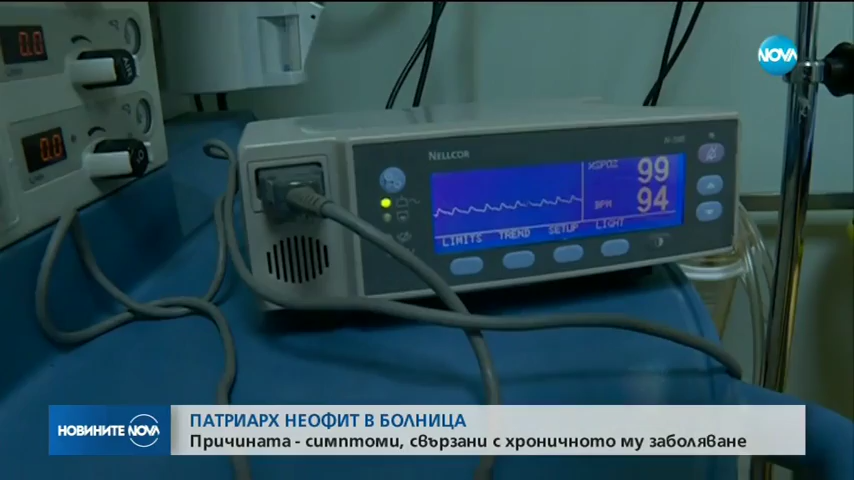 0.0
0.0
NOVA
NELLCOR
%SPO2
99
BPM
94
LIMITS TREND SETUP LIGHT
НОВИНИТЕ NOVA
ПАТРИАРХ НЕОФИТ В БОЛНИЦА
Причината - симптоми, свързани с хроничното му заболяване